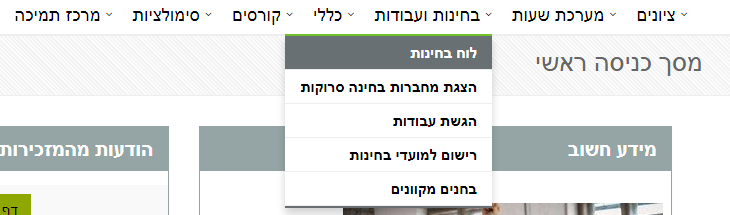 ציונים
מערכת שעות
בחינות ועבודות
כללי
קורסים
סימולציות
מרכז תמיכה
לוח בחינות
הצגת מחברות בחינה סרוקות
הגשת עבודות
רישום למועדי בחינות
בחנים מקוונים
מסך כניסה ראשי
מידע חשוב
הודעות מהמזכירות
דף